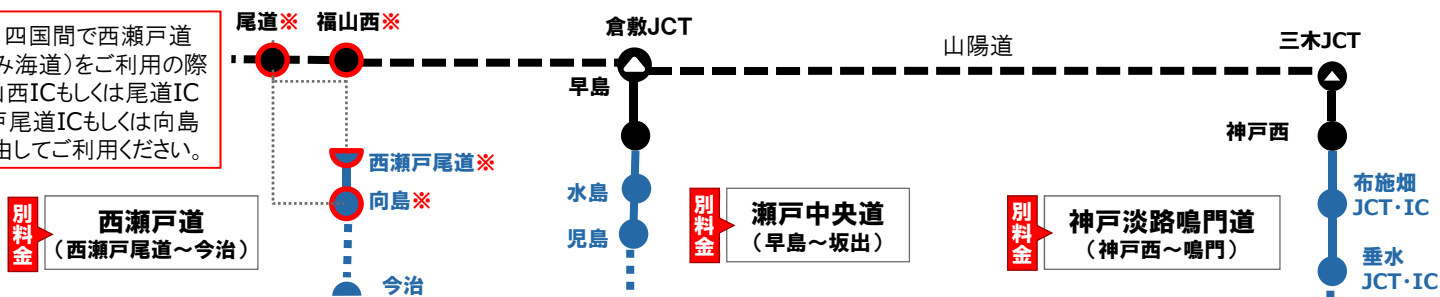 四国間で西瀬戸道
み海道)をご利用の際
山西ICもしくは尾道IC
戸尾道ICもしくは向島
由してご利用ください。
尾道※
福山西※
倉敷JCT
早島
山陽道
三木JCT
神戸西
西瀬戸尾道※
向島※
今治
水島
児島
布施畑
JCT・IC
垂水
JCT・IC
別料金
西瀬戸道
(西瀬戸尾道～今治)
別料金
瀬戸中央道
(早島～坂出)
別料金
神戸淡路鳴門道
(神戸西～鳴門)